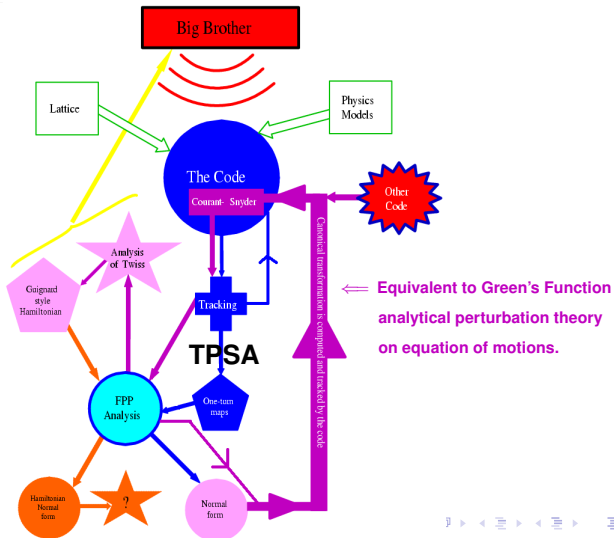 Big Brother
Lattice
Physics
Models
The Code
Courant- Snyder
Other
Code
Analysis
of Twiss
Guignard
style
Hamiltonian
Tracking
TPSA
Canonical transformation is computed and tracked by the code
⇐ Equivalent to Green's Function
analytical perturbation theory
on equation of motions.
FPP
Analysis
One-turn
maps
Hamiltonian
Normal
form
?
Normal
form